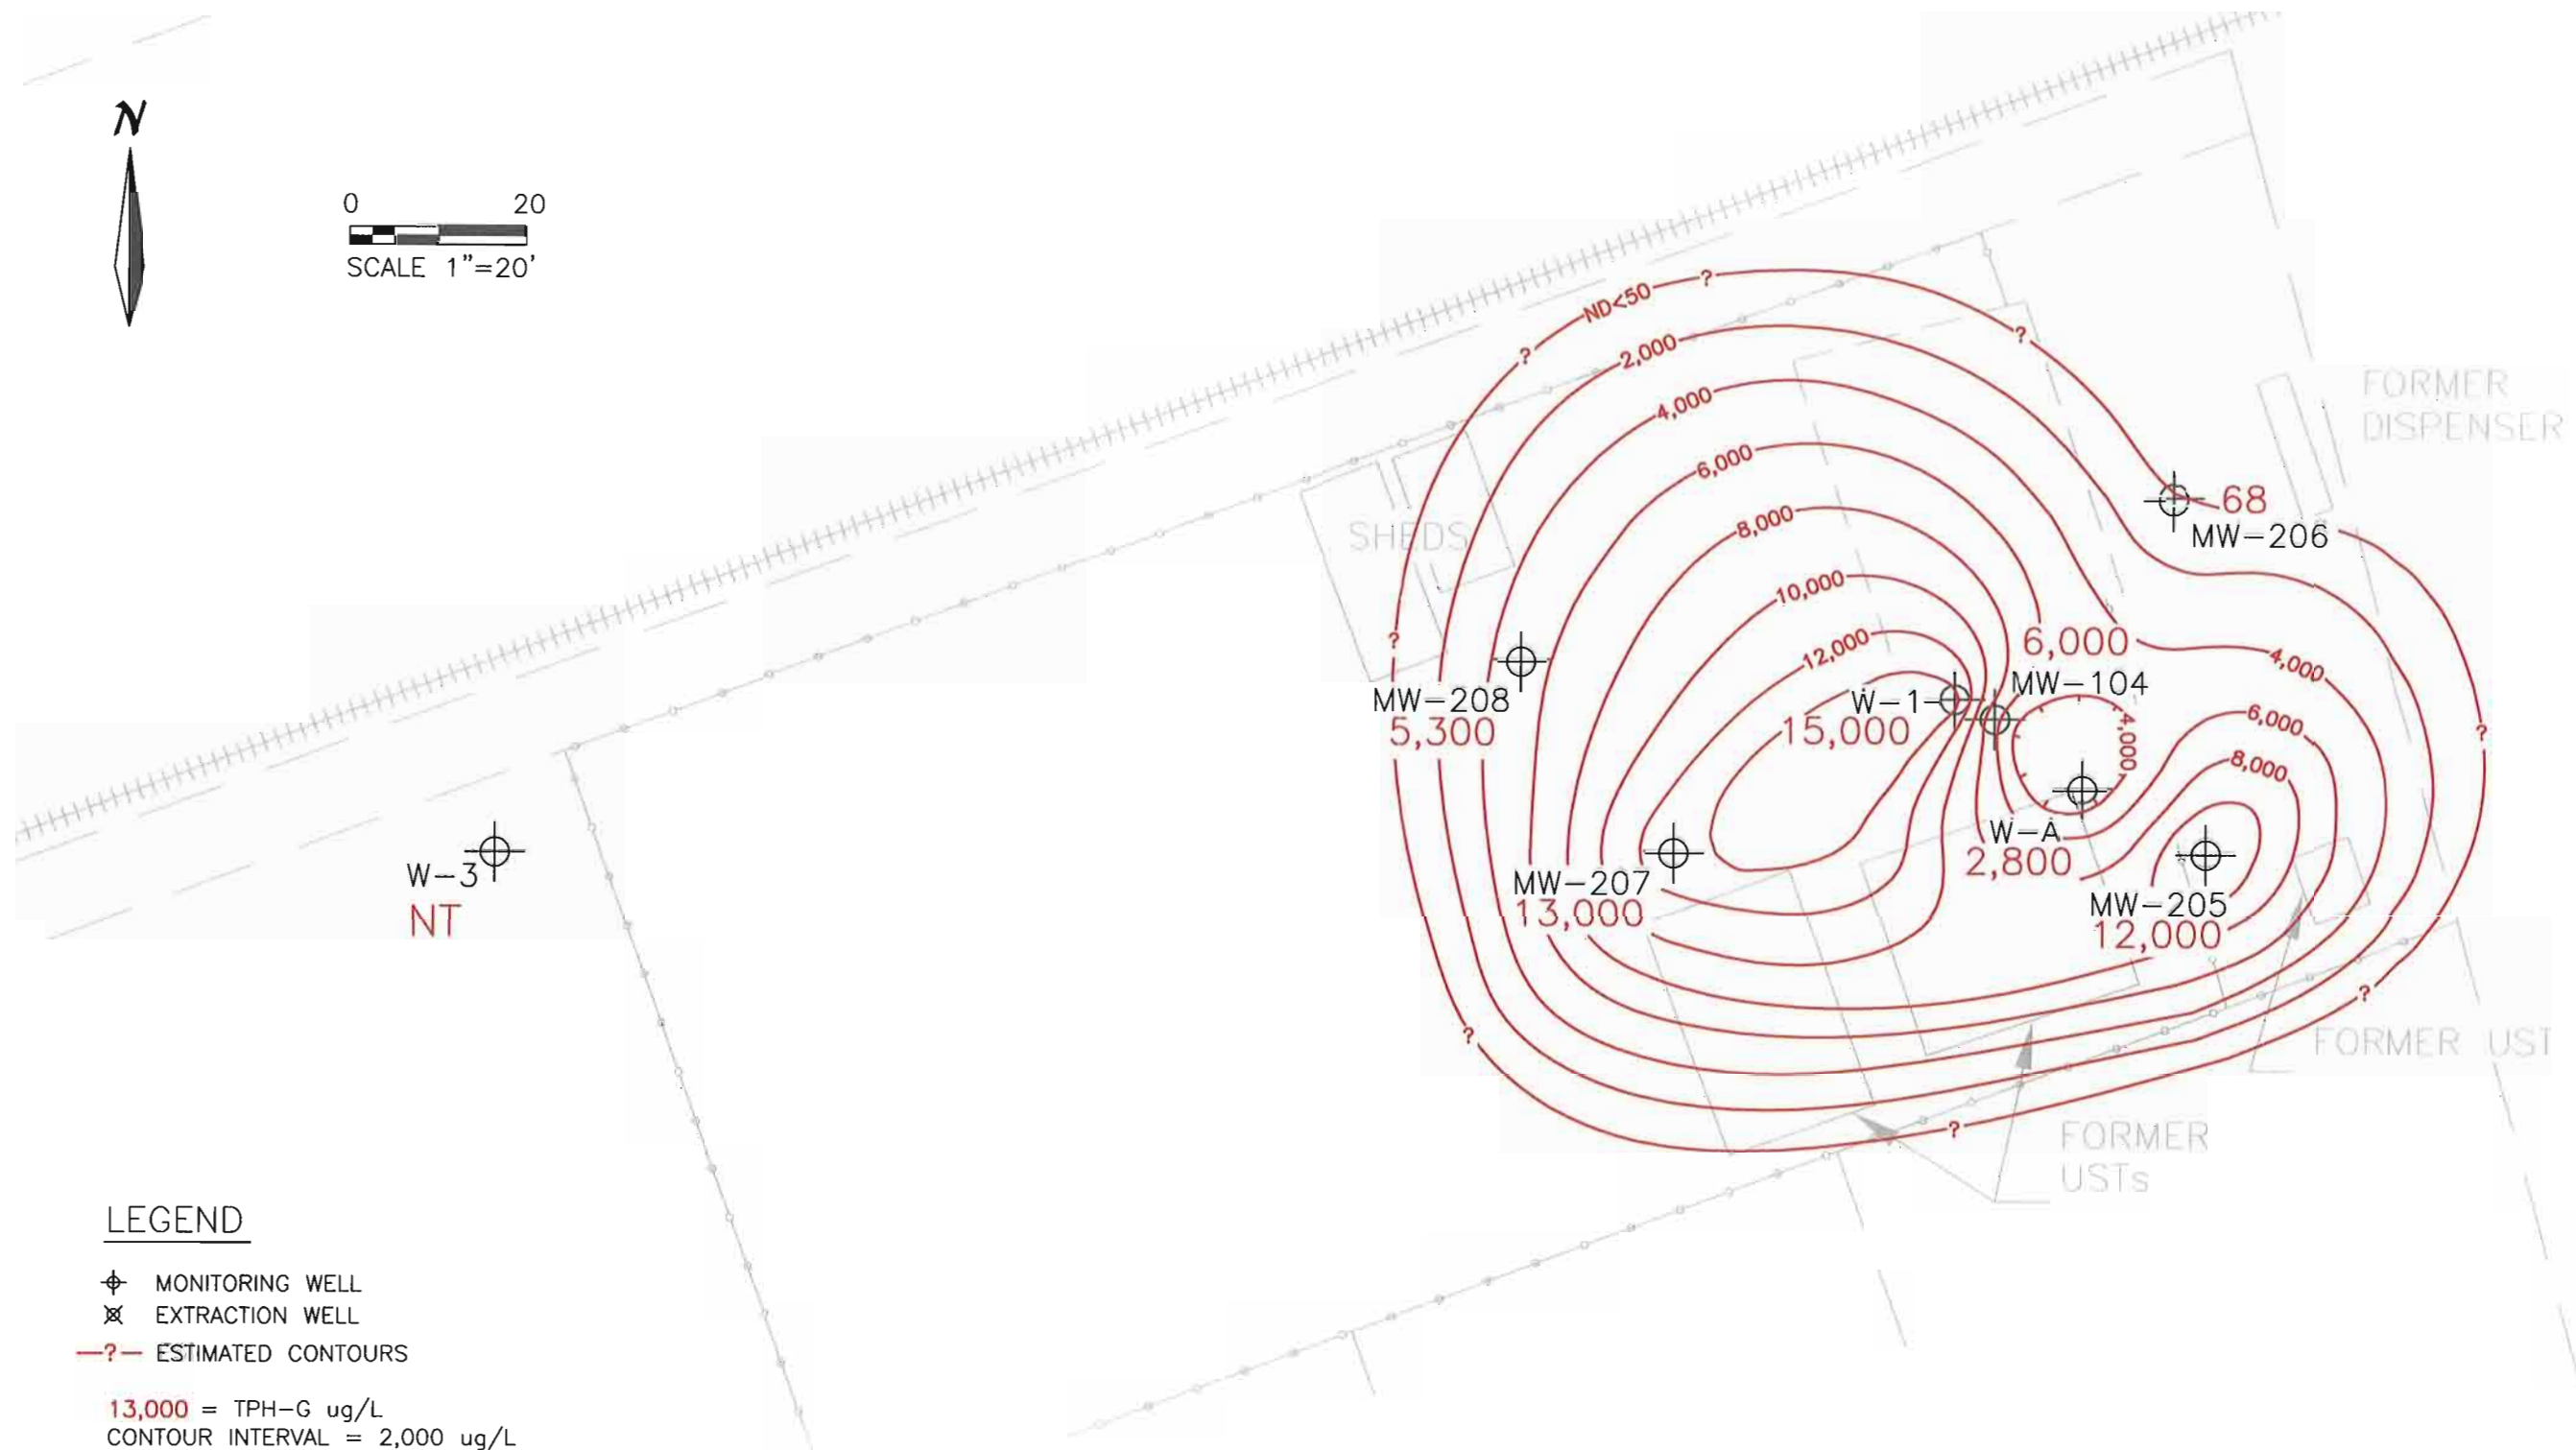 N
0 20
SCALE 1"=20'
ND<50
?
?
?
2,000
4,000
6,000
8,000
10,000
12,000
FORMER
DISPENSER
68
MW-206
SHEDS
?
MW-208
5,300
W-1
15,000
6,000
MW-104
4,000
4,000
6,000
8,000
?
W-A
2,800
W-3
NT
MW-207
13,000
MW-205
12,000
?
?
FORMER UST
?
FORMER
USTs
LEGEND
MONITORING WELL
EXTRACTION WELL
—?— ESTIMATED CONTOURS
13,000 = TPH-G ug/L
CONTOUR INTERVAL = 2,000 ug/L